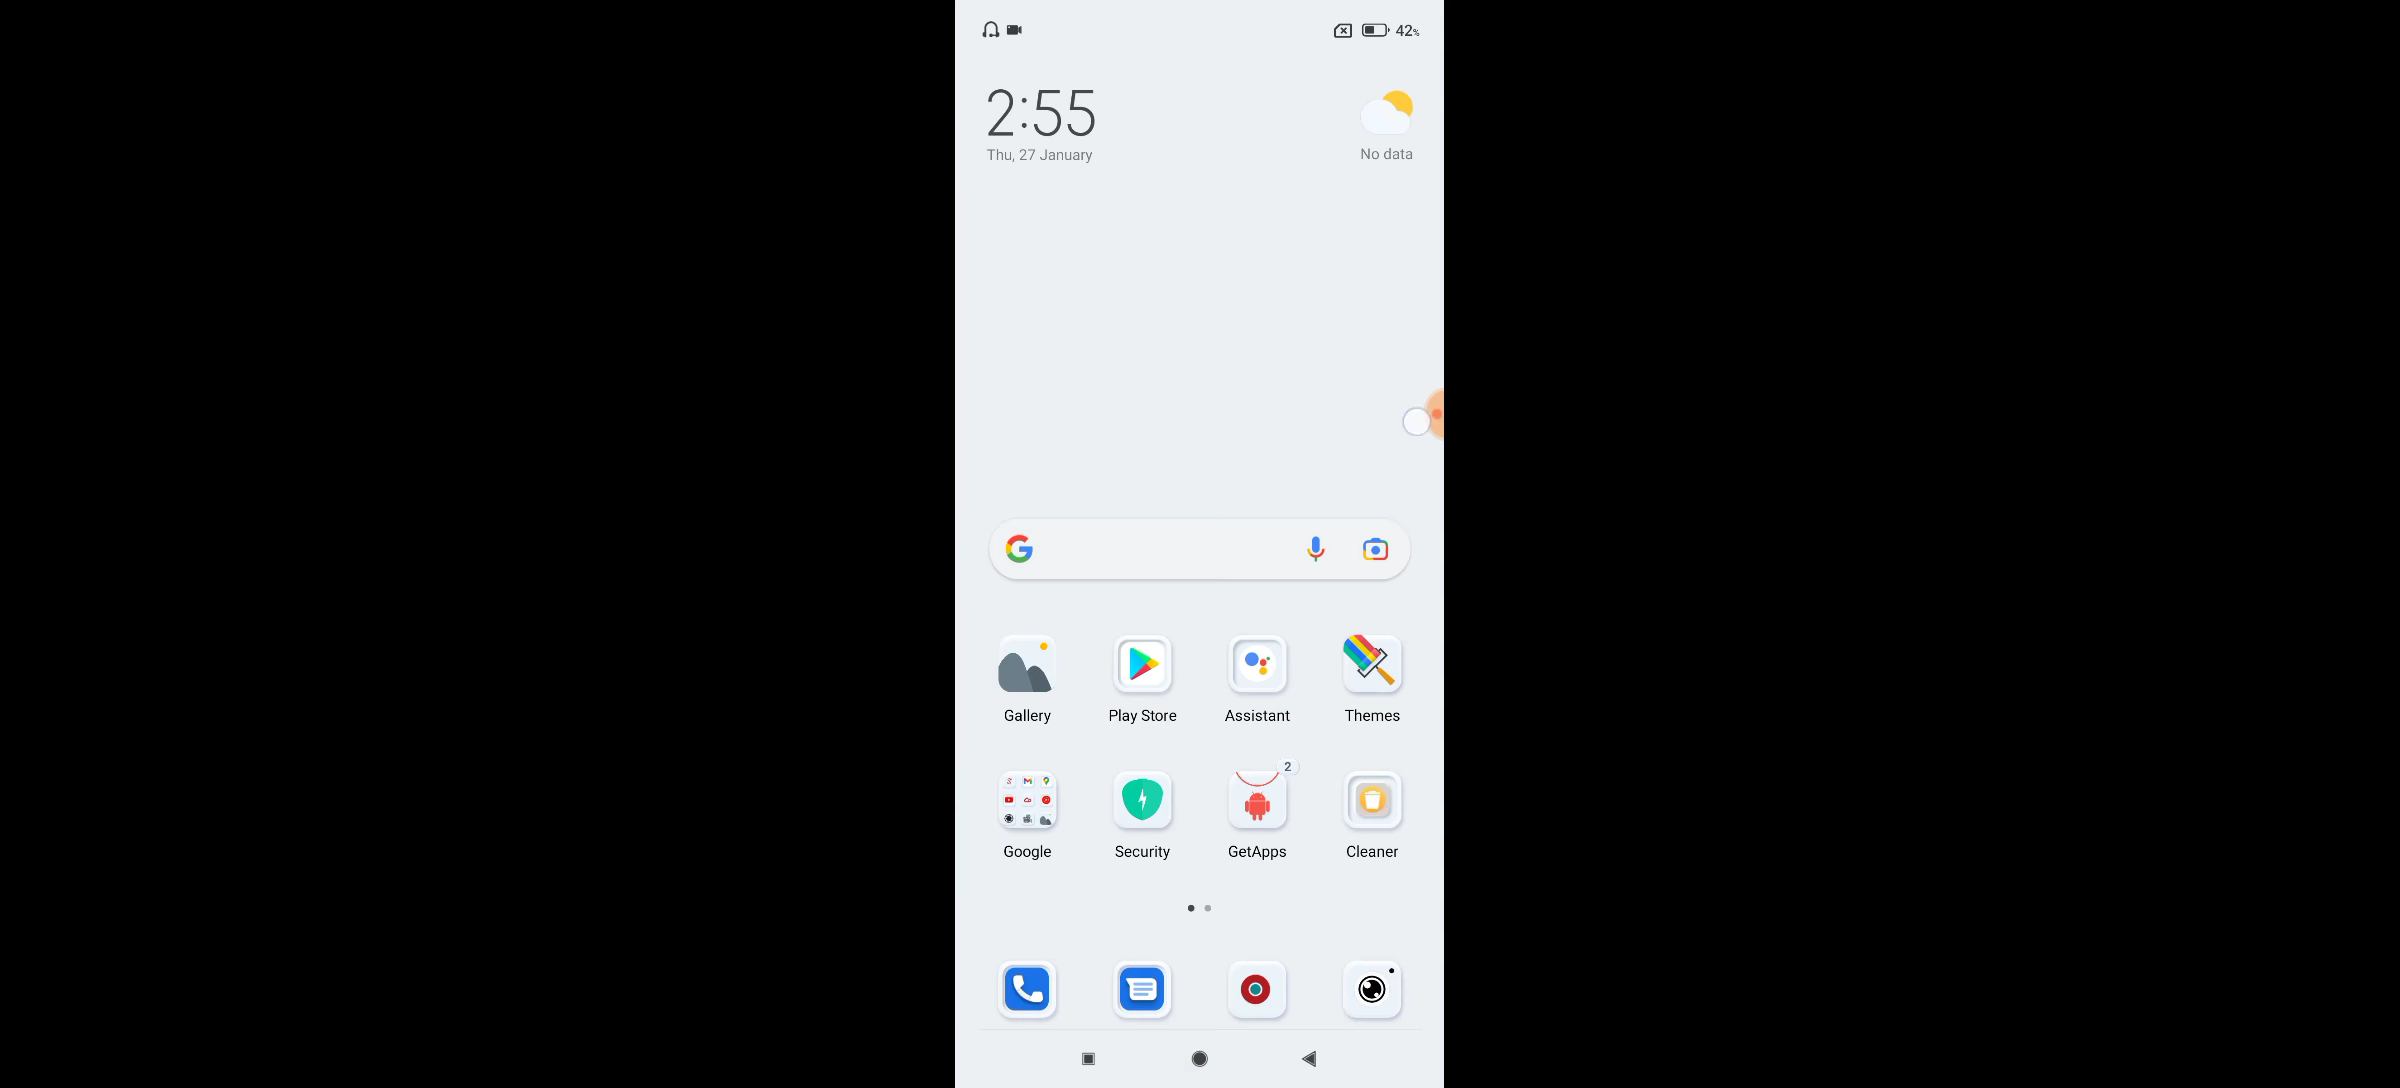 42%
2:55
Thu, 27 January
No data
Gallery
Play Store
Assistant
Themes
2
Google
Security
GetApps
Cleaner